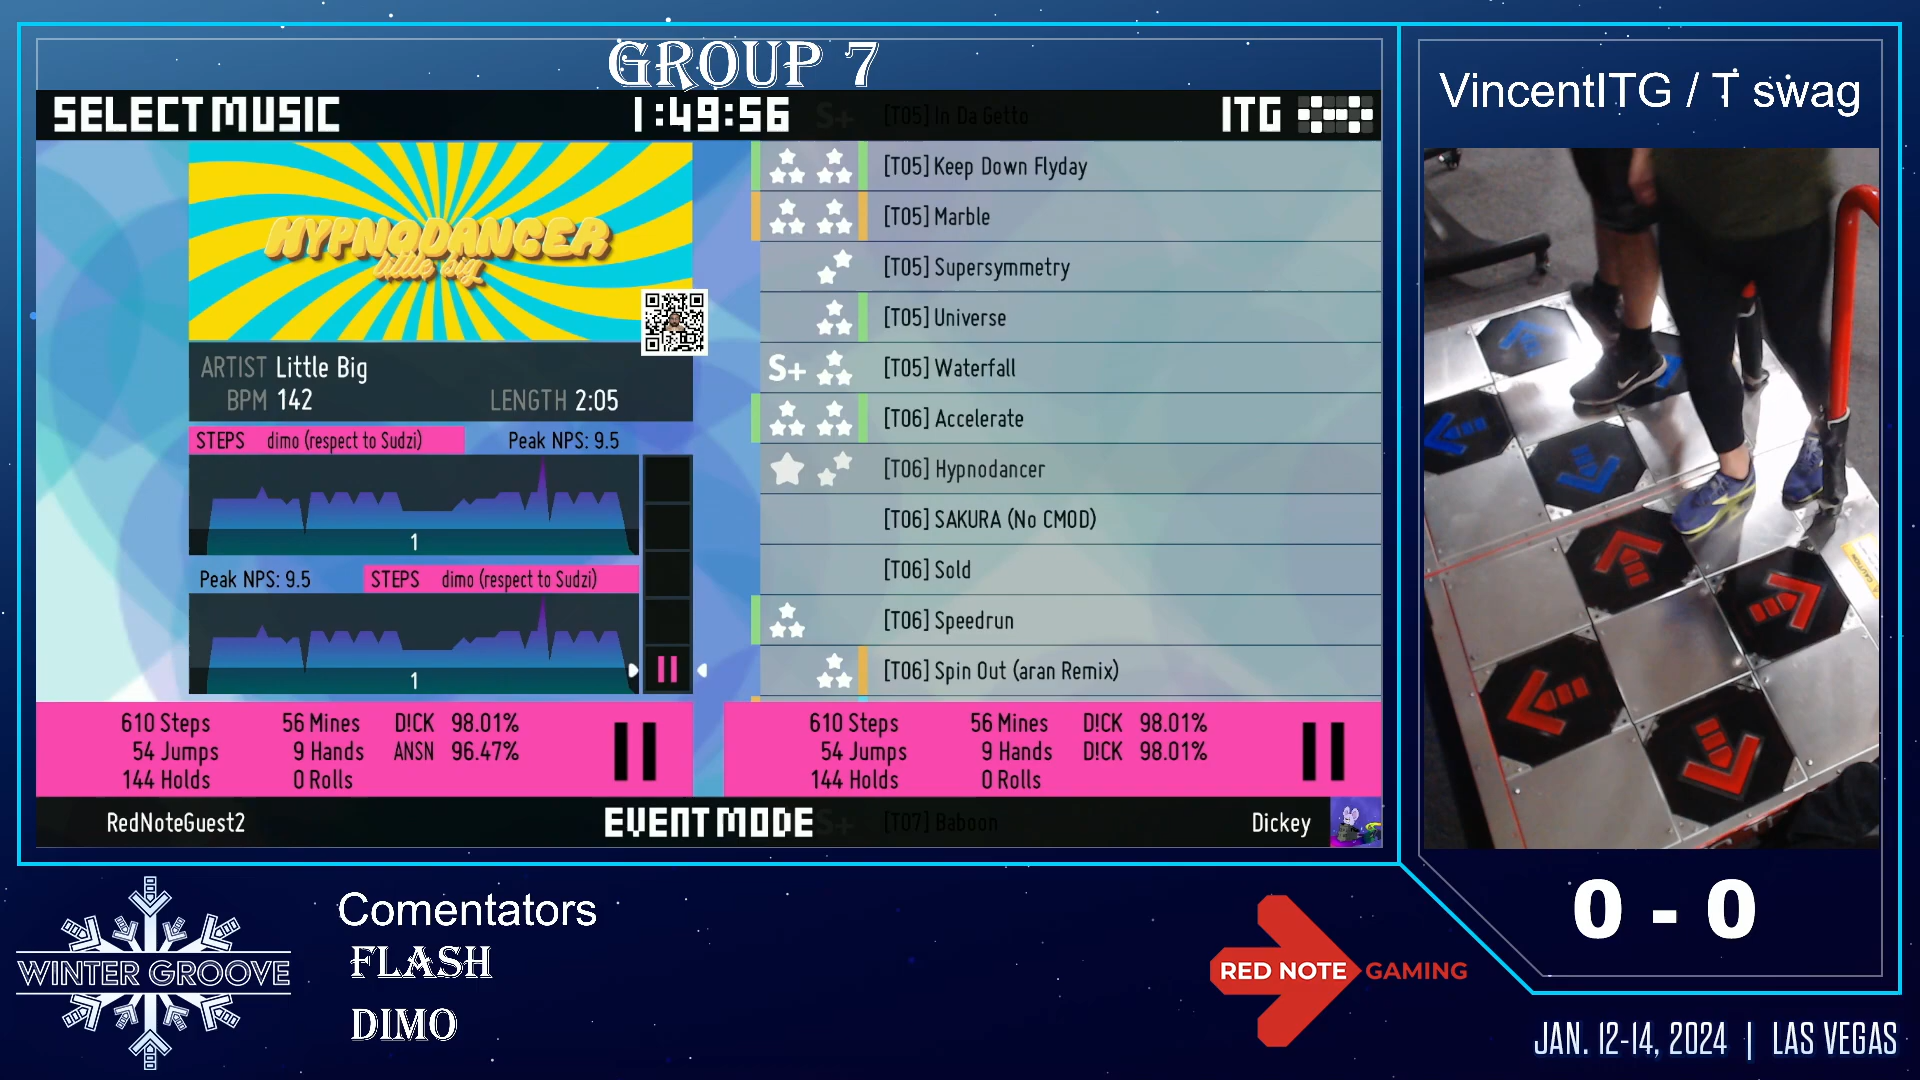 GROUP 7
SELECT MUSIC
1:49:56
ITG
S+ [T05] In Da Getto
[T05] Keep Down Flyday
[T05] Marble
[T05] Supersymmetry
[T05] Universe
S+ [T05] Waterfall
[T06] Accelerate
[T06] Hypnodancer
[T06] SAKURA (No CMOD)
[T06] Sold
[T06] Speedrun
[T06] Spin Out (aran Remix)
S+ [T07] Baboon
HYPNODANCER
little big
ARTIST Little Big
BPM 142 LENGTH 2:05
STEPS dimo (respect to Sudzi) Peak NPS: 9.5
1
Peak NPS: 9.5 STEPS dimo (respect to Sudzi)
1
610 Steps 56 Mines D!CK 98.01%
54 Jumps 9 Hands ANSN 96.47%
144 Holds 0 Rolls
11
610 Steps 56 Mines D!CK 98.01%
54 Jumps 9 Hands D!CK 98.01%
144 Holds 0 Rolls
11
11
RedNoteGuest2
EVENT MODE
Dickey
VincentITG / T swag
0 - 0
WINTER GROOVE
Comentators
FLASH
DIMO
RED NOTE GAMING
JAN. 12-14, 2024 | LAS VEGAS